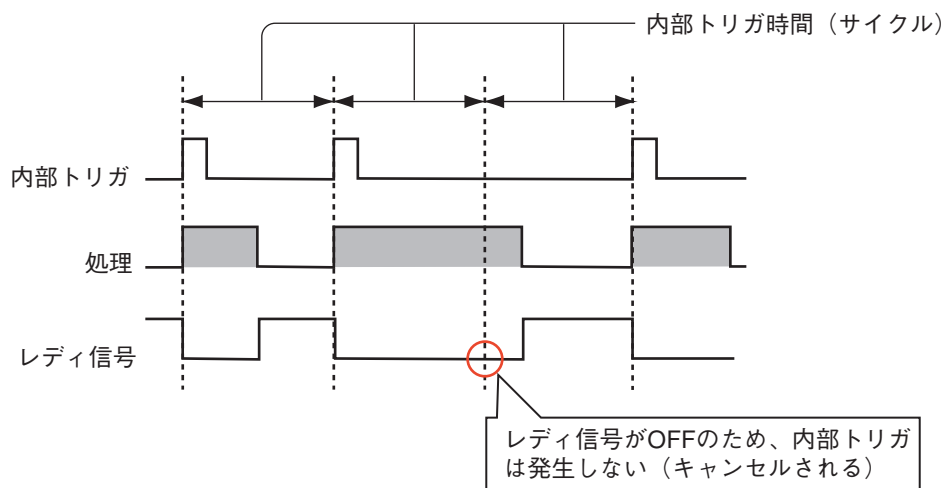 内部トリガ時間（サイクル）
内部トリガ
処理
レディ信号
レディ信号がOFFのため、内部トリガ
は発生しない（キャンセルされる）